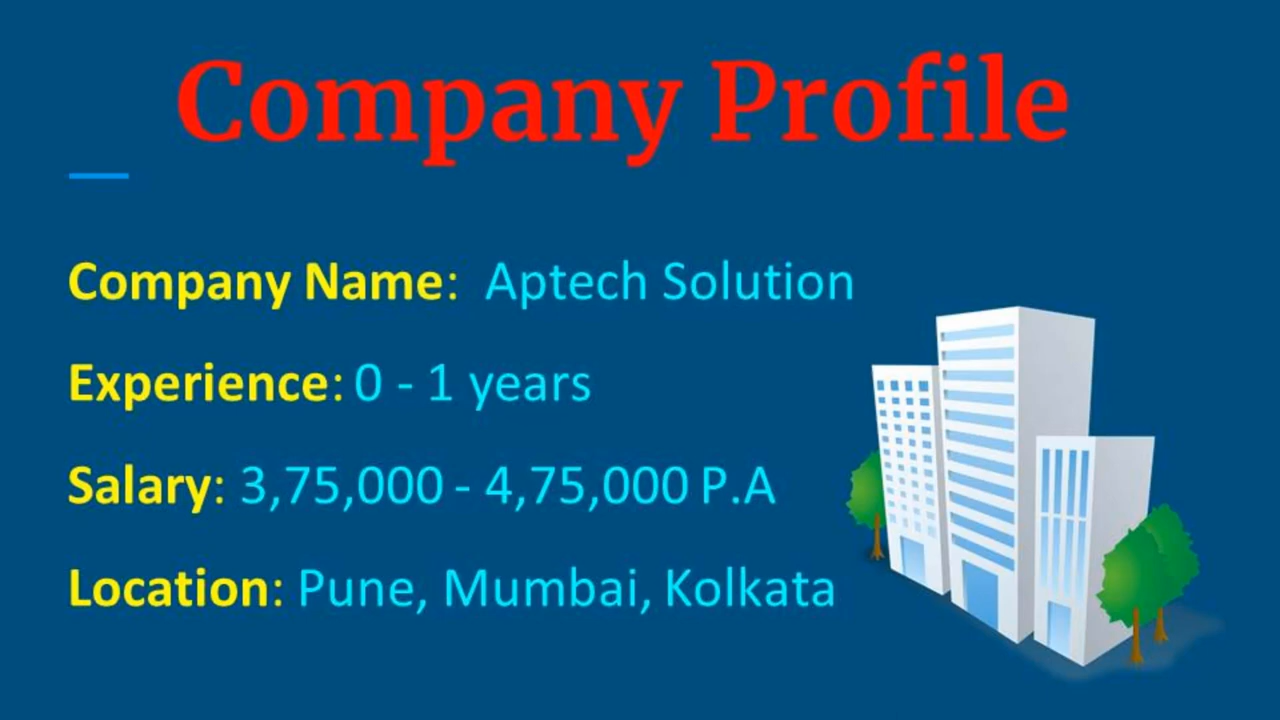 Company Profile
Company Name: Aptech Solution
Experience: 0 - 1 years
Salary: 3,75,000 - 4,75,000 P.A
Location: Pune, Mumbai, Kolkata